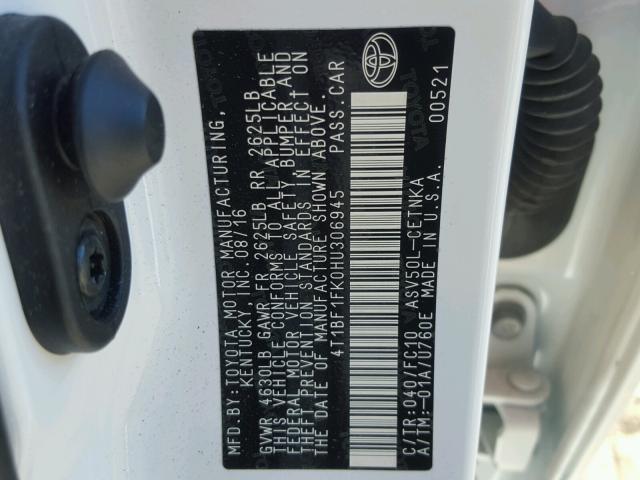 MFD. BY: TOYOTA MOTOR MANUFACTURING,
KENTUCKY, INC. 08/16
GVWR 4630LB GAWR FR 2625LB RR 2625LB
THIS VEHICLE CONFORMS TO ALL APPLICABLE
FEDERAL MOTOR VEHICLE SAFETY, BUMPER, AND
THEFT PREVENTION STANDARDS IN EFFECT ON
THE DATE OF MANUFACTURE SHOWN ABOVE.
4T1BF1FK0HU306945 PASS. CAR
C/TR: 040/FC10 ASV50L-CETNKA
A/TM: -01A/U760E MADE IN U.S.A.
00521
TOYOTA
TOYOTA
TOYOTA